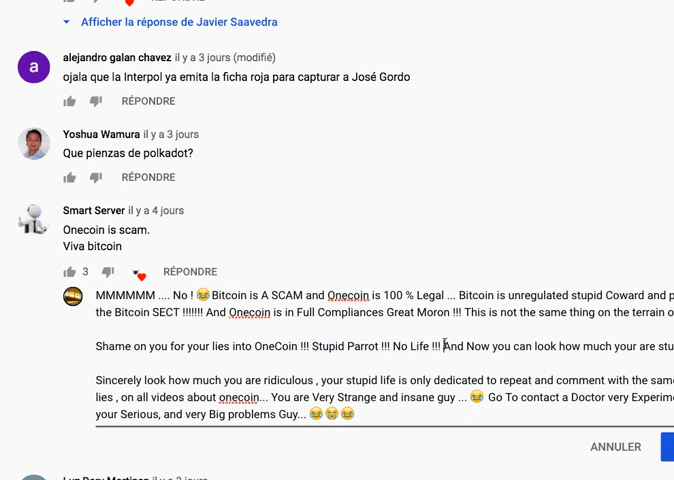 Afficher la réponse de Javier Saavedra
a
alejandro galan chavez il y a 3 jours (modifié)
ojala que la Interpol ya emita la ficha roja para capturar a José Gordo
RÉPONDRE
Yoshua Wamura il y a 3 jours
Que pienzas de polkadot?
RÉPONDRE
Smart Server il y a 4 jours
Onecoin is scam.
Viva bitcoin
3 RÉPONDRE
MMMMMM .... No ! 😂 Bitcoin is A SCAM and Onecoin is 100 % Legal ... Bitcoin is unregulated stupid Coward and p
the Bitcoin SECT !!!!!!! And Onecoin is in Full Compliances Great Moron !!! This is not the same thing on the terrain o
Shame on you for your lies into OneCoin !!! Stupid Parrot !!! No Life !!! And Now you can look how much your are stu
Sincerely look how much you are ridiculous , your stupid life is only dedicated to repeat and comment with the same
lies , on all videos about onecoin... You are Very Strange and insane guy ... 😂 Go To contact a Doctor very Experim
your Serious, and very Big problems Guy... 😂😭😂
ANNULER